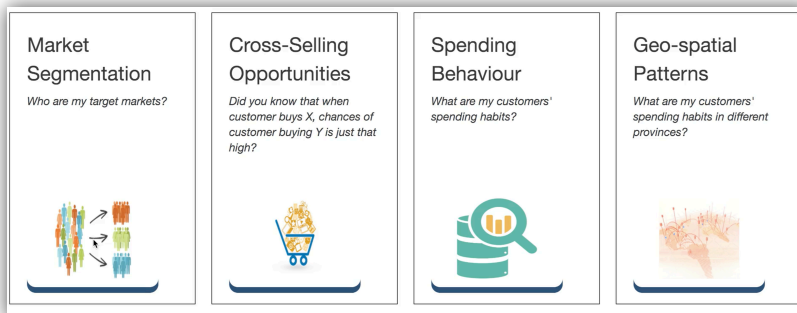 Market
Segmentation
Who are my target markets?
Cross-Selling
Opportunities
Did you know that when
customer buys X, chances of
customer buying Y is just that
high?
Spending
Behaviour
What are my customers'
spending habits?
Geo-spatial
Patterns
What are my customers'
spending habits in different
provinces?